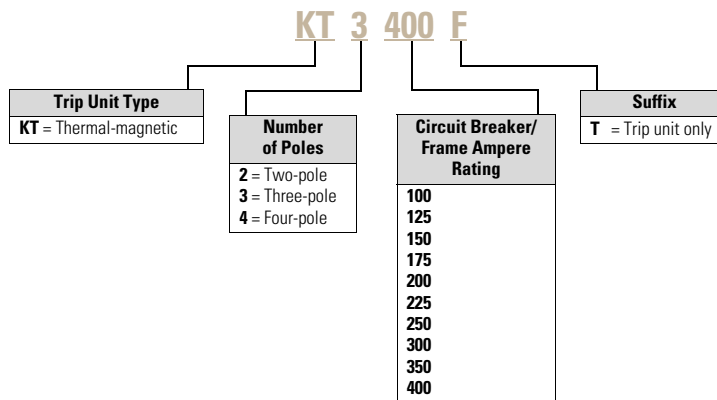 KT 3 400 F
Trip Unit Type
KT = Thermal-magnetic
Number
of Poles
2 = Two-pole
3 = Three-pole
4 = Four-pole
Circuit Breaker/
Frame Ampere
Rating
100
125
150
175
200
225
250
300
350
400
Suffix
T = Trip unit only